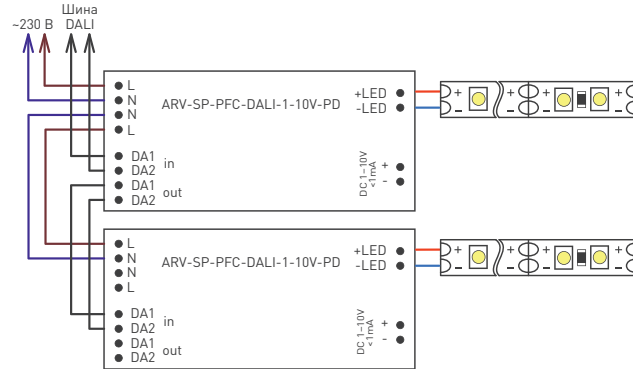 Шина
~230 В DALI
L
N
N
L
ARV-SP-PFC-DALI-1-10V-PD
+LED
-LED
DA1
DA2
in
DA1
DA2
out
DC 1–10V
<1mA
+
-
+ + + +
– – – –
L
N
N
L
ARV-SP-PFC-DALI-1-10V-PD
+LED
-LED
DA1
DA2
in
DA1
DA2
out
DC 1–10V
<1mA
+
-
+ + + +
– – – –